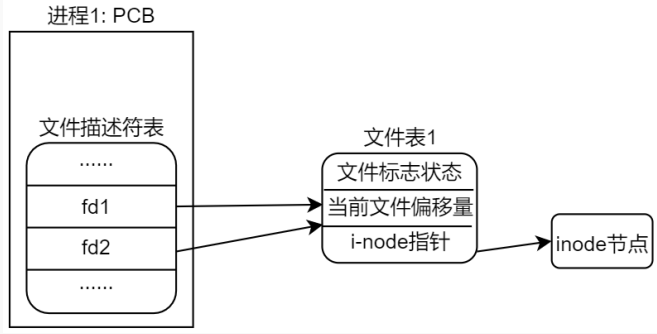 进程1: PCB
文件描述符表
······
fd1
fd2
······
文件表1
文件标志状态
当前文件偏移量
i-node指针
inode节点